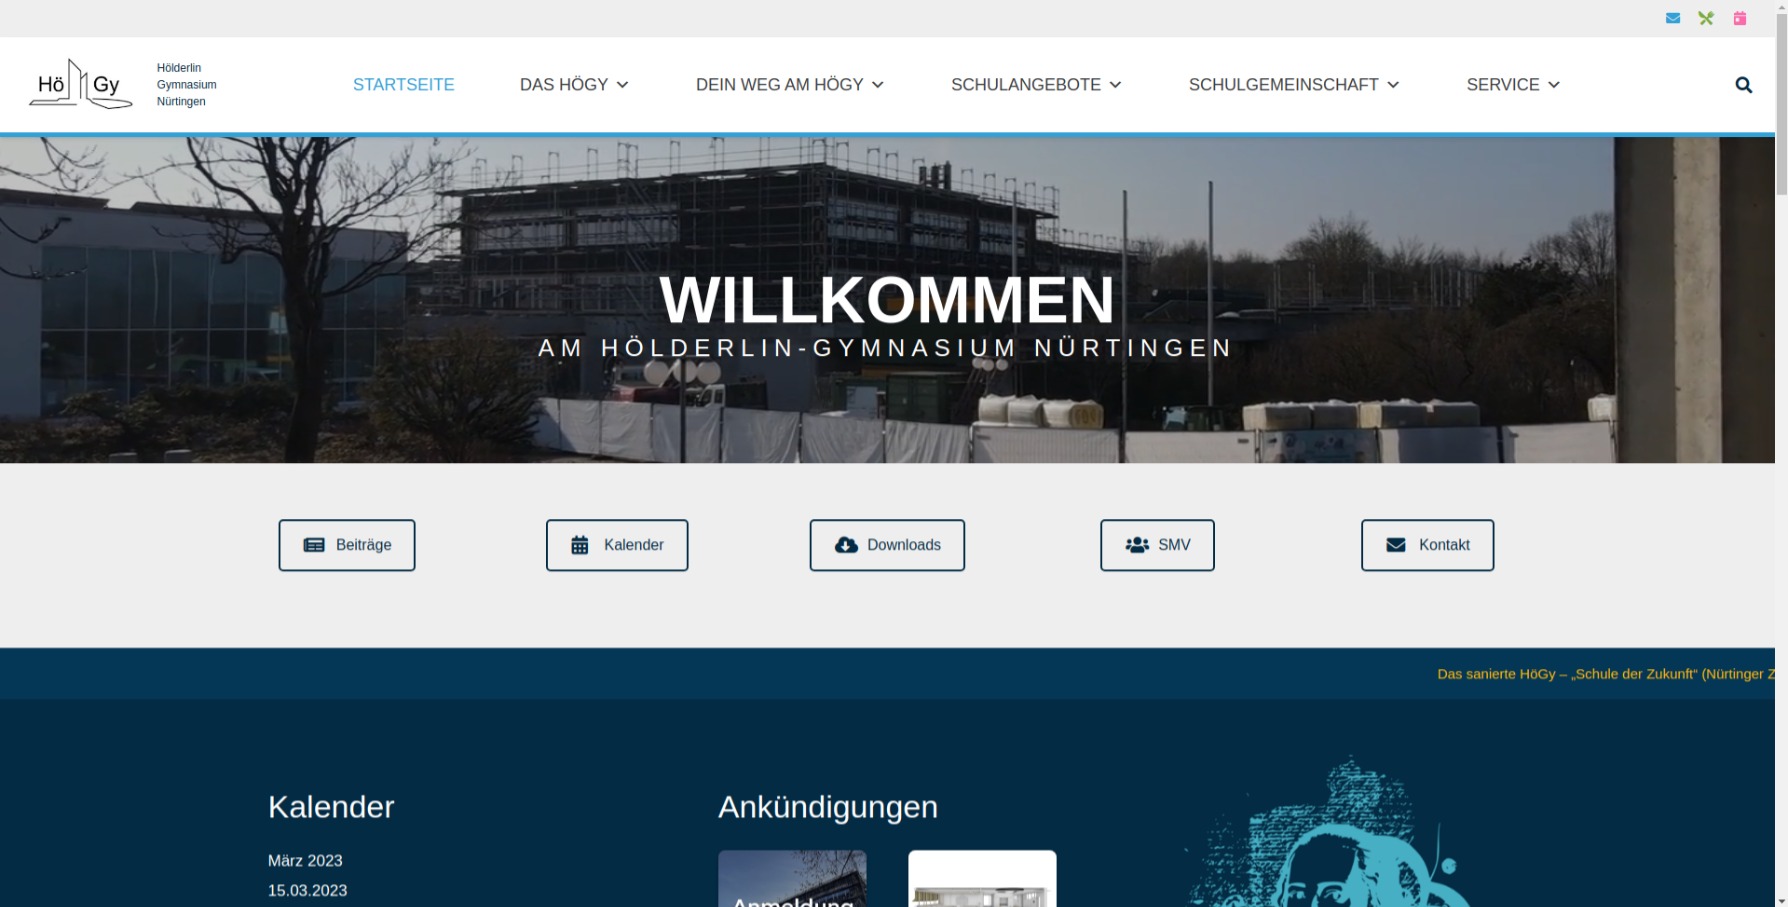 Hö Gy
Hölderlin
Gymnasium
Nürtingen
STARTSEITE
DAS HÖGY
DEIN WEG AM HÖGY
SCHULANGEBOTE
SCHULGEMEINSCHAFT
SERVICE
WILLKOMMEN
AM HÖLDERLIN-GYMNASIUM NÜRTINGEN
Beiträge
Kalender
Downloads
SMV
Kontakt
Das sanierte HöGy – „Schule der Zukunft“ (Nürtinger Z
Kalender
März 2023
15.03.2023
Ankündigungen
Anmeldung